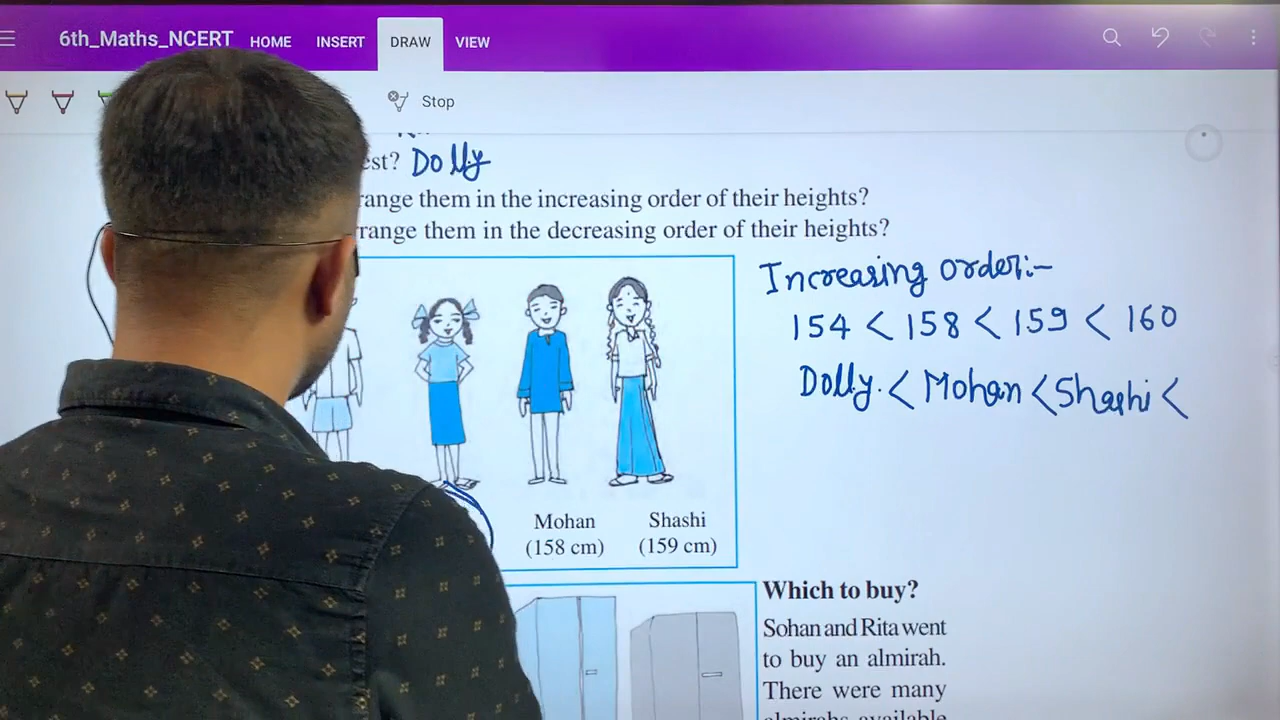 6th_Maths_NCERT HOME INSERT DRAW VIEW
Stop
est? Dolly
range them in the increasing order of their heights?
range them in the decreasing order of their heights?
Increasing order:-
154 < 158 < 159 < 160
Dolly. < Mohan < Shashi <
Mohan Shashi
(158 cm) (159 cm)
Which to buy?
Sohan and Rita went
to buy an almirah.
There were many
almirahs available